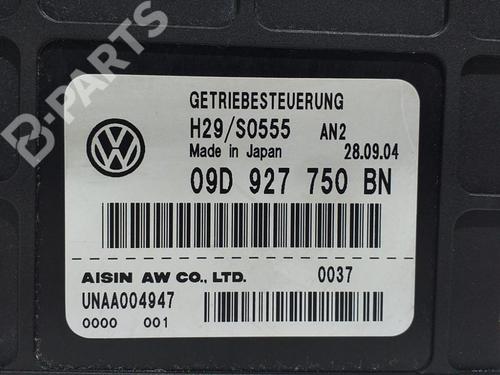 B-PARTS
GETRIEBESTEUERUNG
H29/S0555 AN2
Made in Japan 28.09.04
09D 927 750 BN
AISIN AW CO., LTD. 0037
UNAA004947
0000 001
B-PARTS